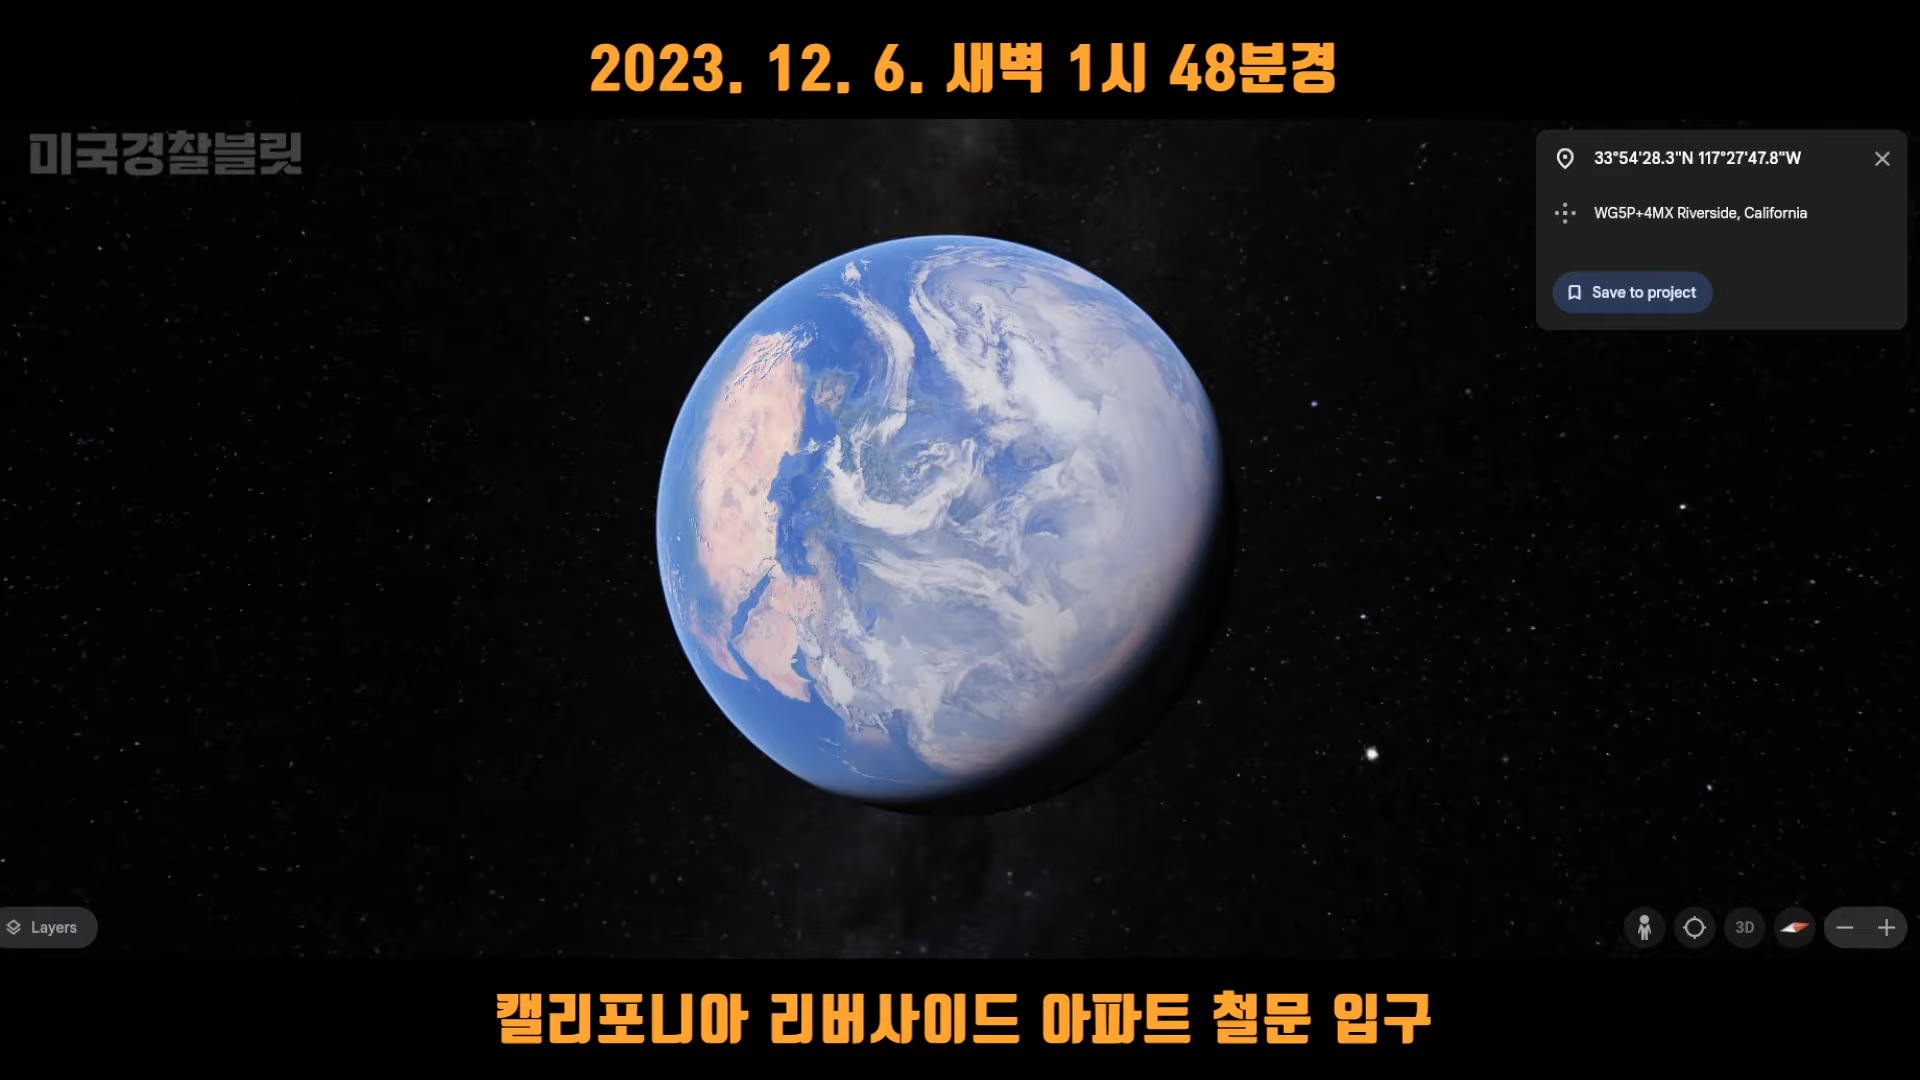 2023. 12. 6. 새벽 1시 48분경
미국경찰블릿
33°54'28.3"N 117°27'47.8"W
WG5P+4MX Riverside, California
Save to project
Layers
3D
캘리포니아 리버사이드 아파트 철문 입구